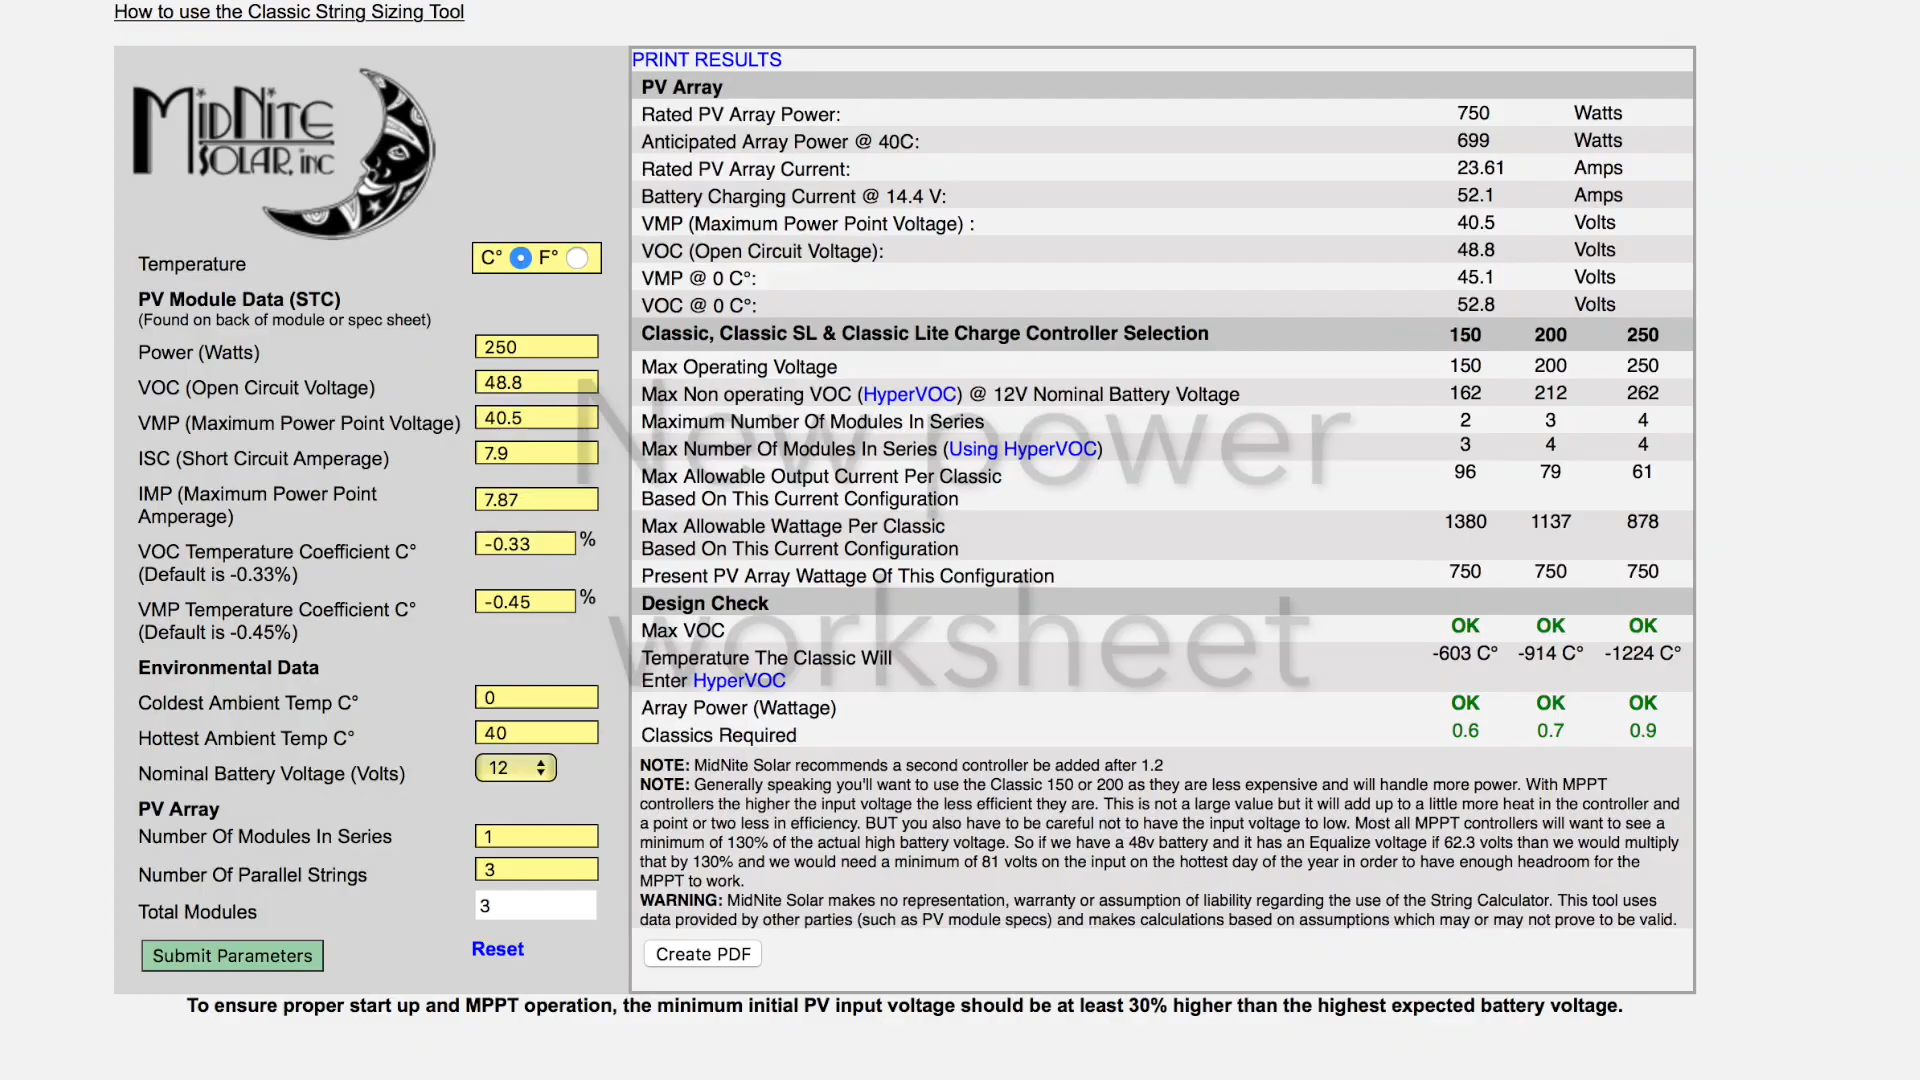 How to use the Classic String Sizing Tool
MIDNITE
SOLAR, INC
Temperature C° F°
PV Module Data (STC)
(Found on back of module or spec sheet)
Power (Watts) 250
VOC (Open Circuit Voltage) 48.8
VMP (Maximum Power Point Voltage) 40.5
ISC (Short Circuit Amperage) 7.9
IMP (Maximum Power Point
Amperage) 7.87
VOC Temperature Coefficient C° -0.33 %
(Default is -0.33%)
VMP Temperature Coefficient C° -0.45 %
(Default is -0.45%)
Environmental Data
Coldest Ambient Temp C° 0
Hottest Ambient Temp C° 40
Nominal Battery Voltage (Volts) 12
PV Array
Number Of Modules In Series 1
Number Of Parallel Strings 3
Total Modules 3
Submit Parameters Reset
PRINT RESULTS
PV Array
Rated PV Array Power: 750 Watts
Anticipated Array Power @ 40C: 699 Watts
Rated PV Array Current: 23.61 Amps
Battery Charging Current @ 14.4 V: 52.1 Amps
VMP (Maximum Power Point Voltage) : 40.5 Volts
VOC (Open Circuit Voltage): 48.8 Volts
VMP @ 0 C°: 45.1 Volts
VOC @ 0 C°: 52.8 Volts
Classic, Classic SL & Classic Lite Charge Controller Selection 150 200 250
Max Operating Voltage 150 200 250
Max Non operating VOC (HyperVOC) @ 12V Nominal Battery Voltage 162 212 262
Maximum Number Of Modules In Series 2 3 4
Max Number Of Modules In Series (Using HyperVOC) 3 4 4
Max Allowable Output Current Per Classic 96 79 61
Based On This Current Configuration
Max Allowable Wattage Per Classic 1380 1137 878
Based On This Current Configuration
Present PV Array Wattage Of This Configuration 750 750 750
Design Check
Max VOC OK OK OK
Temperature The Classic Will -603 C° -914 C° -1224 C°
Enter HyperVOC
Array Power (Wattage) OK OK OK
Classics Required 0.6 0.7 0.9
NOTE: MidNite Solar recommends a second controller be added after 1.2
NOTE: Generally speaking you'll want to use the Classic 150 or 200 as they are less expensive and will handle more power. With MPPT
controllers the higher the input voltage the less efficient they are. This is not a large value but it will add up to a little more heat in the controller and
a point or two less in efficiency. BUT you also have to be careful not to have the input voltage to low. Most all MPPT controllers will want to see a
minimum of 130% of the actual high battery voltage. So if we have a 48v battery and it has an Equalize voltage if 62.3 volts than we would multiply
that by 130% and we would need a minimum of 81 volts on the input on the hottest day of the year in order to have enough headroom for the
MPPT to work.
WARNING: MidNite Solar makes no representation, warranty or assumption of liability regarding the use of the String Calculator. This tool uses
data provided by other parties (such as PV module specs) and makes calculations based on assumptions which may or may not prove to be valid.
Create PDF
To ensure proper start up and MPPT operation, the minimum initial PV input voltage should be at least 30% higher than the highest expected battery voltage.
New power
worksheet